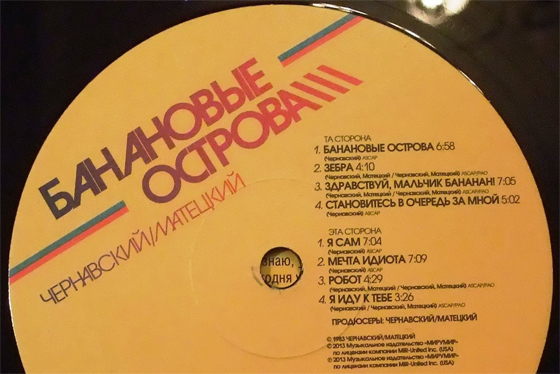 БАНАНОВЫЕ
ОСТРОВА
ЧЕРНАВСКИЙ/МАТЕЦКИЙ
ТА СТОРОНА
1. БАНАНОВЫЕ ОСТРОВА 6:58
(Чернавский) ASCAP
2. ЗЕБРА 4:10
(Чернавский, Матецкий / Чернавский, Матецкий) ASCAP/РАО
3. ЗДРАВСТВУЙ, МАЛЬЧИК БАНАНАН! 7:05
(Чернавский, Матецкий / Чернавский, Матецкий) ASCAP/РАО
4. СТАНОВИТЕСЬ В ОЧЕРЕДЬ ЗА МНОЙ 5:02
(Чернавский) ASCAP
ЭТА СТОРОНА
1. Я САМ 7:04
(Чернавский) ASCAP
2. МЕЧТА ИДИОТА 7:09
(Чернавский) ASCAP
3. РОБОТ 4:29
(Чернавский, Матецкий / Чернавский, Матецкий) ASCAP/РАО
4. Я ИДУ К ТЕБЕ 3:26
(Чернавский, Матецкий / Чернавский, Матецкий) ASCAP/РАО
ПРОДЮСЕРЫ: ЧЕРНАВСКИЙ/МАТЕЦКИЙ
© 1983 ЧЕРНАВСКИЙ/МАТЕЦКИЙ
© 2013 Музыкальное издательство «МИРУМИР»
по лицензии компании MIR-United Inc. (USA)
℗ 2013 Музыкальное издательство «МИРУМИР»
по лицензии компании MIR-United Inc. (USA)
знаю,
одня